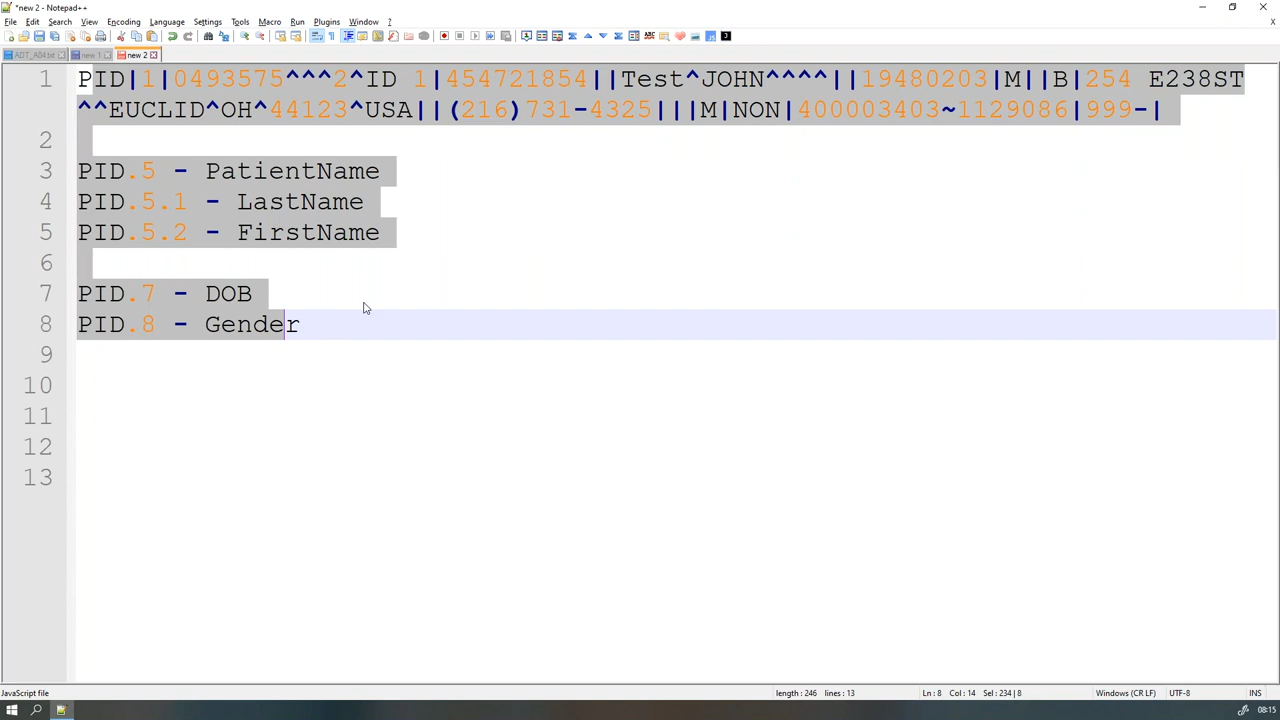 *new 2 - Notepad++
File Edit Search View Encoding Language Settings Tools Macro Run Plugins Window ? X
ADT_A04.txt new 1 new 2
1 PID|1|0493575^^^2^ID 1|454721854||Test^JOHN^^^^||19480203|M||B|254 E238ST
^^EUCLID^OH^44123^USA||(216)731-4325|||M|NON|400003403~1129086|999-|
2
3 PID.5 - PatientName
4 PID.5.1 - LastName
5 PID.5.2 - FirstName
6
7 PID.7 - DOB
8 PID.8 - Gender
9
10
11
12
13
JavaScript file length : 246 lines : 13 Ln : 8 Col : 14 Sel : 234 | 8 Windows (CR LF) UTF-8 INS
08:15